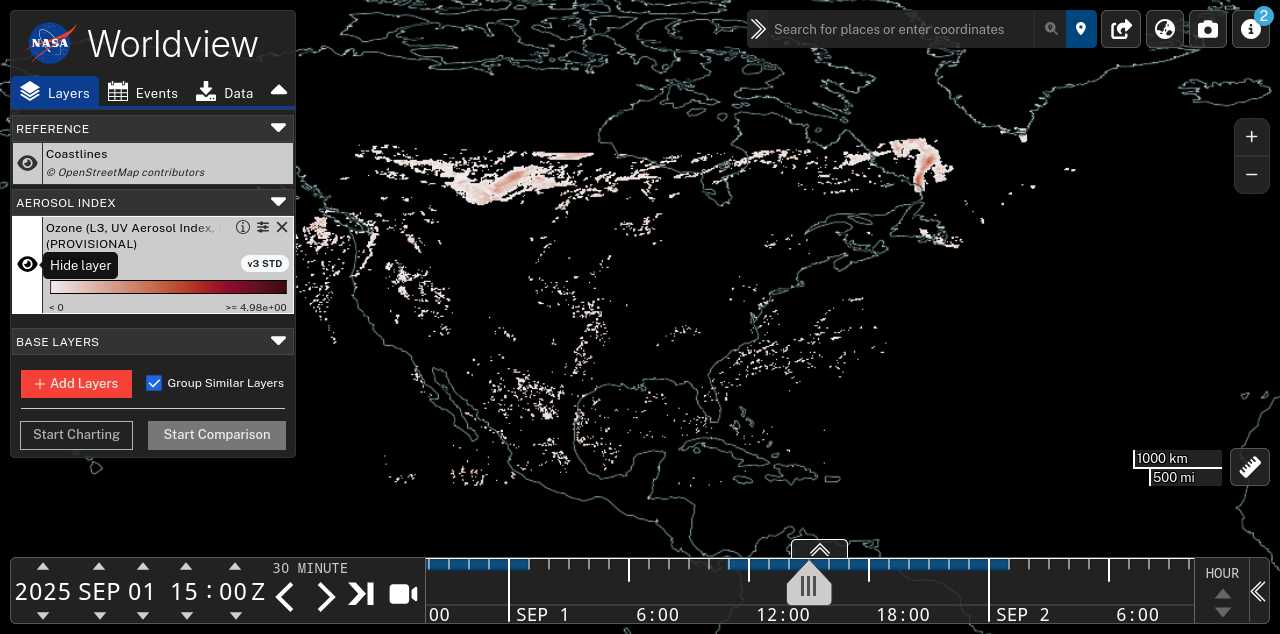 NASA
Worldview
Layers
Events
Data
REFERENCE
Coastlines
© OpenStreetMap contributors
AEROSOL INDEX
Ozone (L3, UV Aerosol Index,
(PROVISIONAL)
Hide layer
v3 STD
< 0
>= 4.98e+00
BASE LAYERS
+ Add Layers
Group Similar Layers
Start Charting
Start Comparison
Search for places or enter coordinates
2
+
−
1000 km
500 mi
2025 SEP 01 15 : 00 Z
30 MINUTE
00
SEP 1
6:00
12:00
18:00
SEP 2
6:00
HOUR